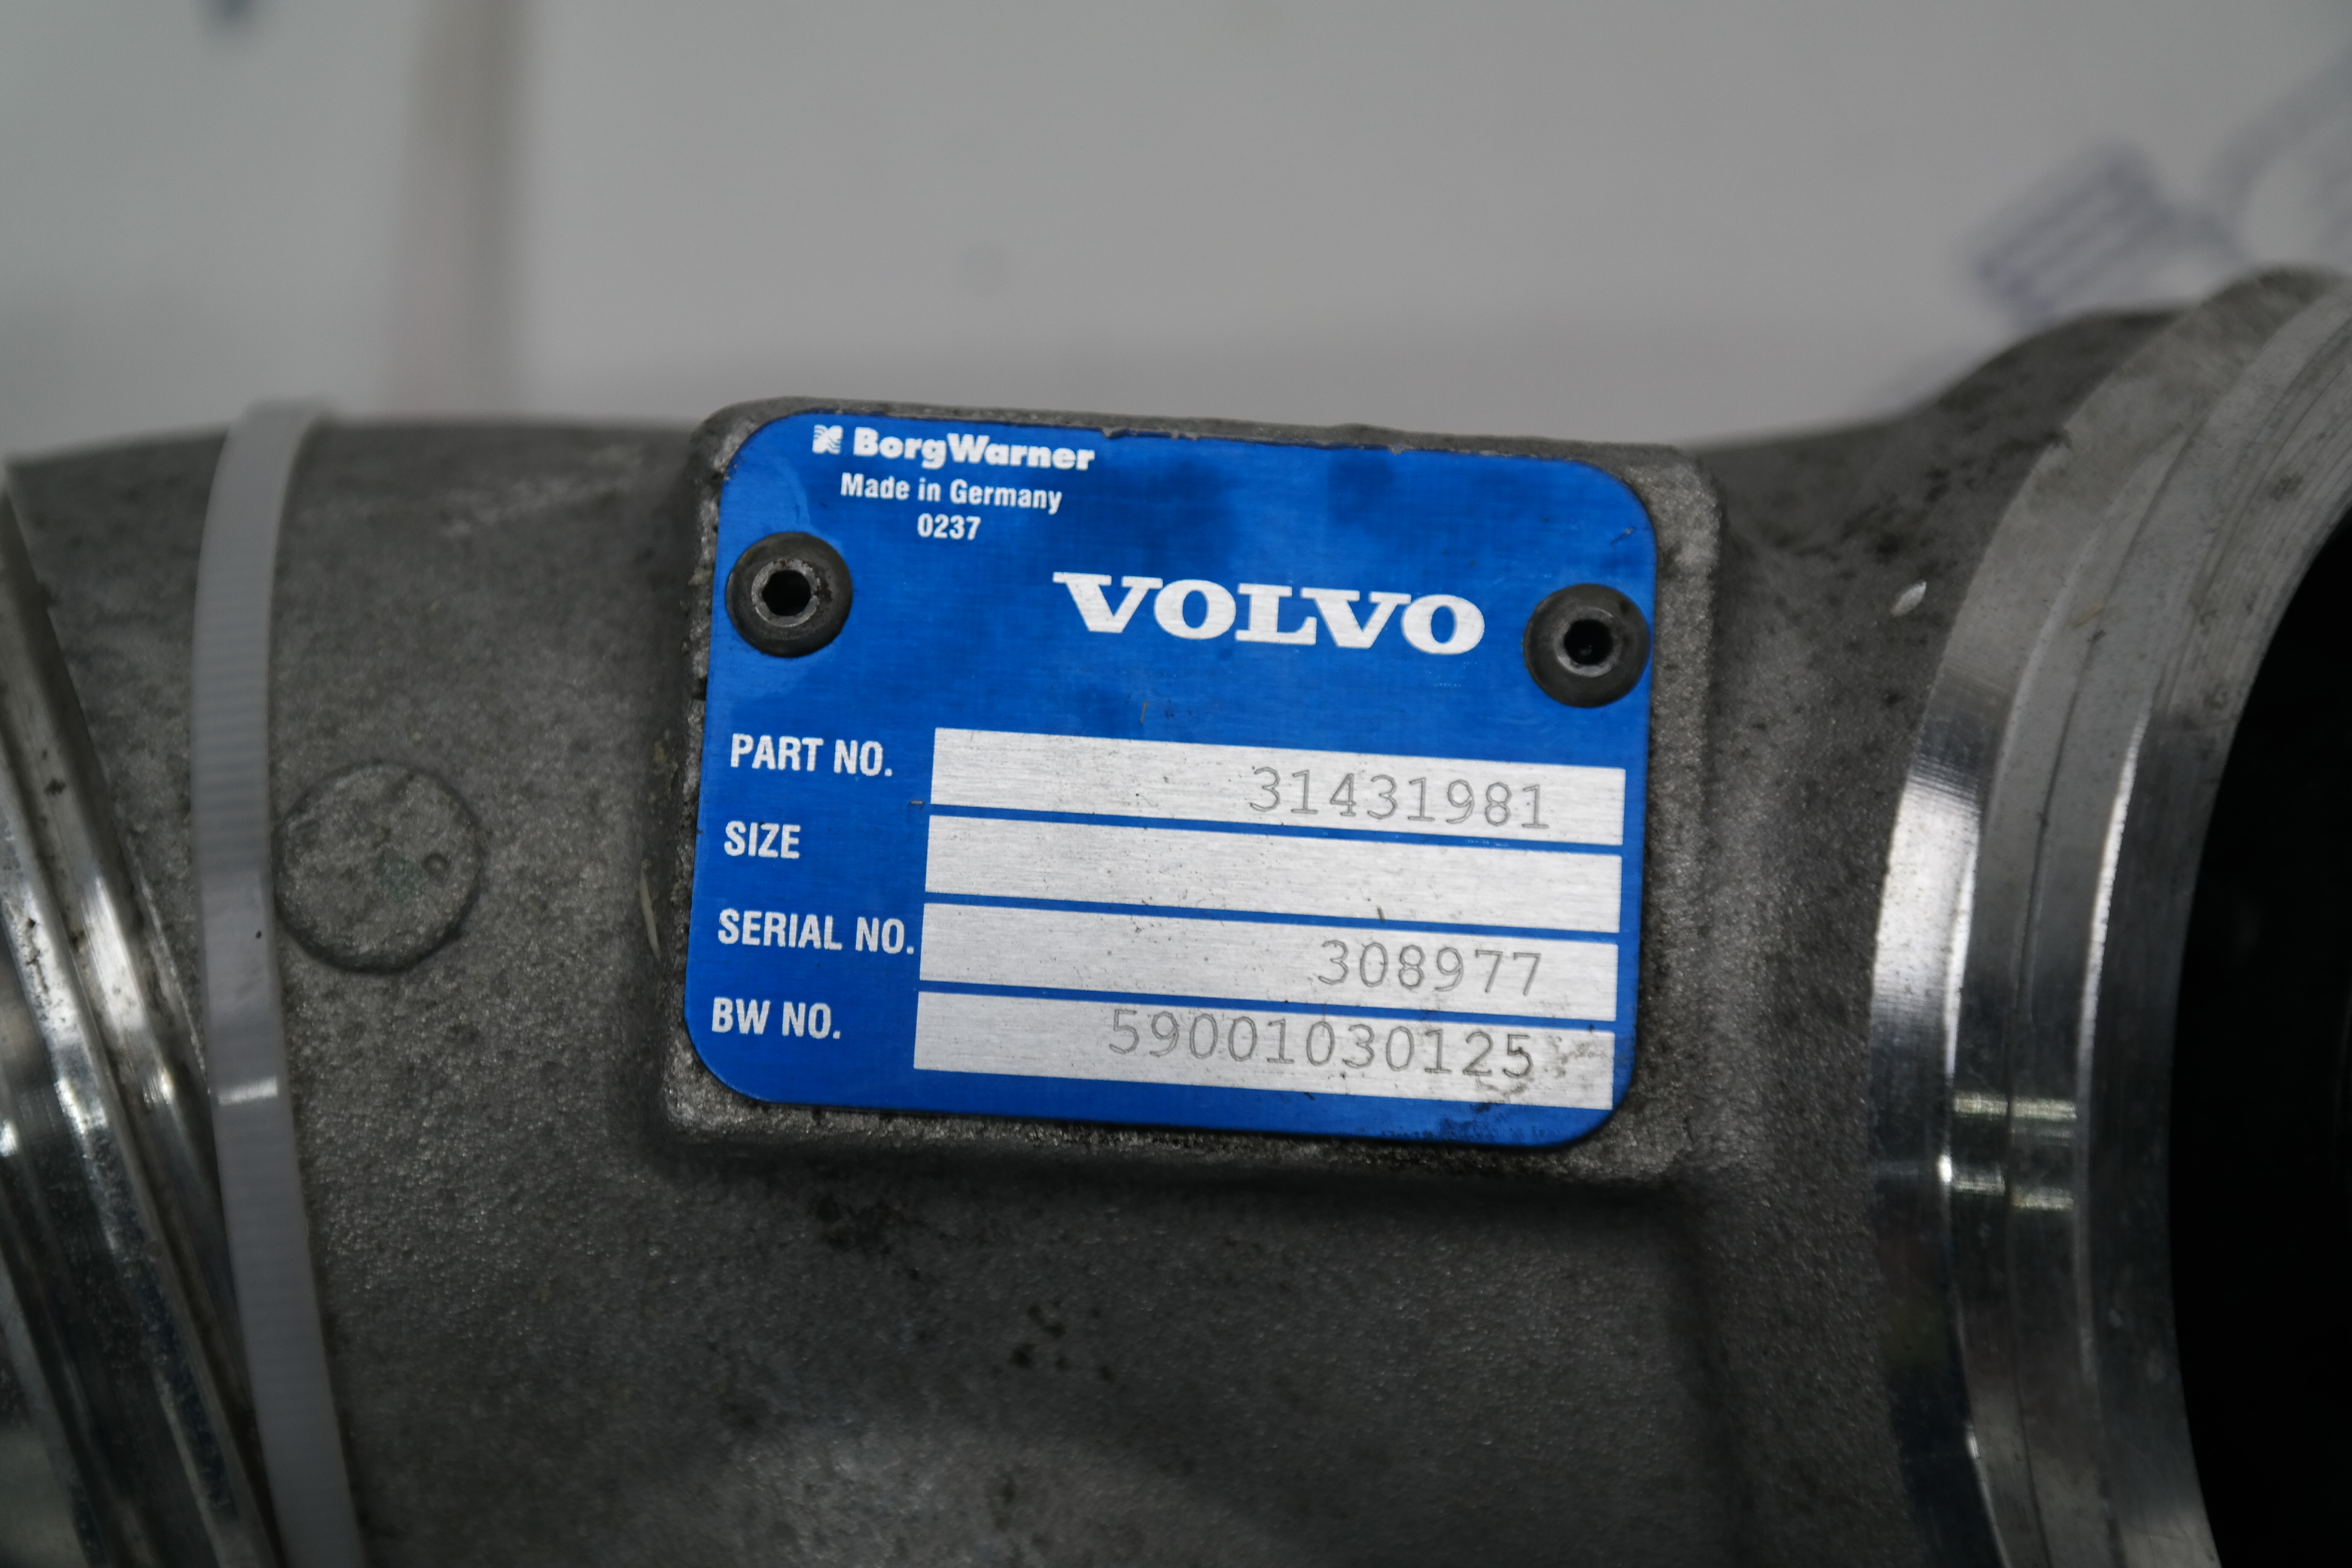 BorgWarner
Made in Germany
0237
VOLVO
PART NO. 31431981
SIZE
SERIAL NO. 308977
BW NO. 59001030125